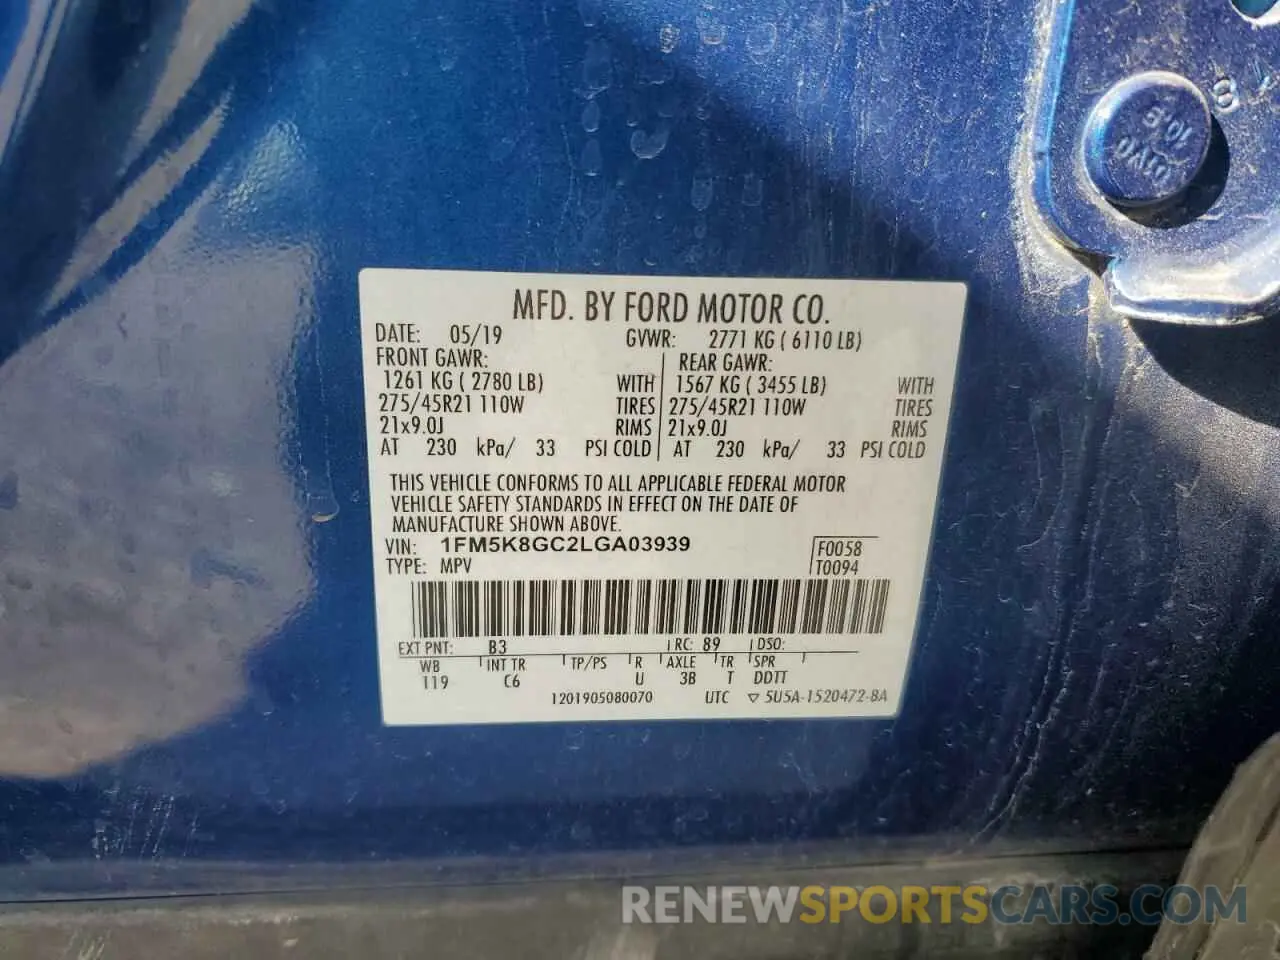 MFD. BY FORD MOTOR CO.
DATE: 05/19 GVWR: 2771 KG ( 6110 LB)
FRONT GAWR: REAR GAWR:
1261 KG ( 2780 LB) WITH 1567 KG ( 3455 LB) WITH
275/45R21 110W TIRES 275/45R21 110W TIRES
21x9.0J RIMS 21x9.0J RIMS
AT 230 kPa/ 33 PSI COLD AT 230 kPa/ 33 PSI COLD
THIS VEHICLE CONFORMS TO ALL APPLICABLE FEDERAL MOTOR
VEHICLE SAFETY STANDARDS IN EFFECT ON THE DATE OF
MANUFACTURE SHOWN ABOVE.
VIN: 1FM5K8GC2LGA03939 F0058
TYPE: MPV T0094
EXT PNT: B3 RC: 89 DSO:
WB INT TR TP/PS R AXLE TR SPR
119 C6 U 3B T DDTT
1201905080070 UTC ▽ 5U5A-1520472-BA
10.9
RENEWSPORTSCARS.COM